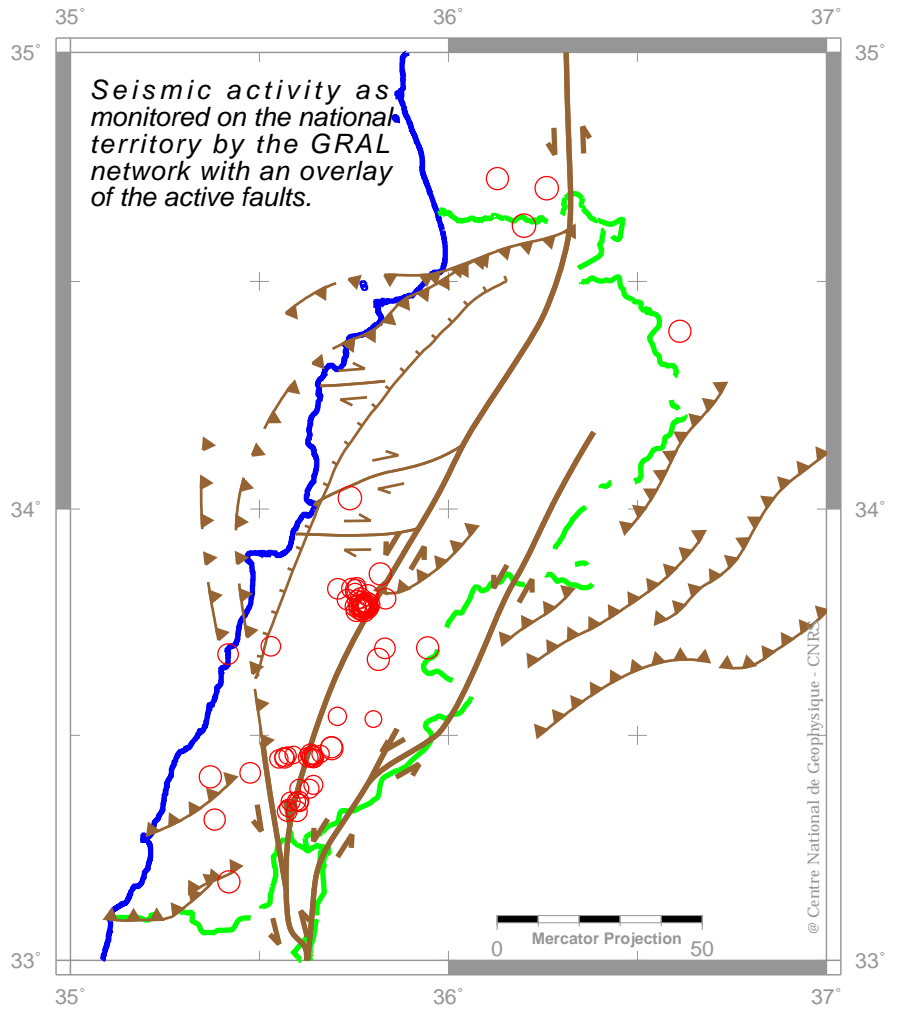 35° 36° 37°
35° 35°
Seismic activity as
monitored on the national
territory by the GRAL
network with an overlay
of the active faults.
34° 34°
@ Centre National de Geophysique - CNRS
Mercator Projection
0 50
33° 33°
35° 36° 37°